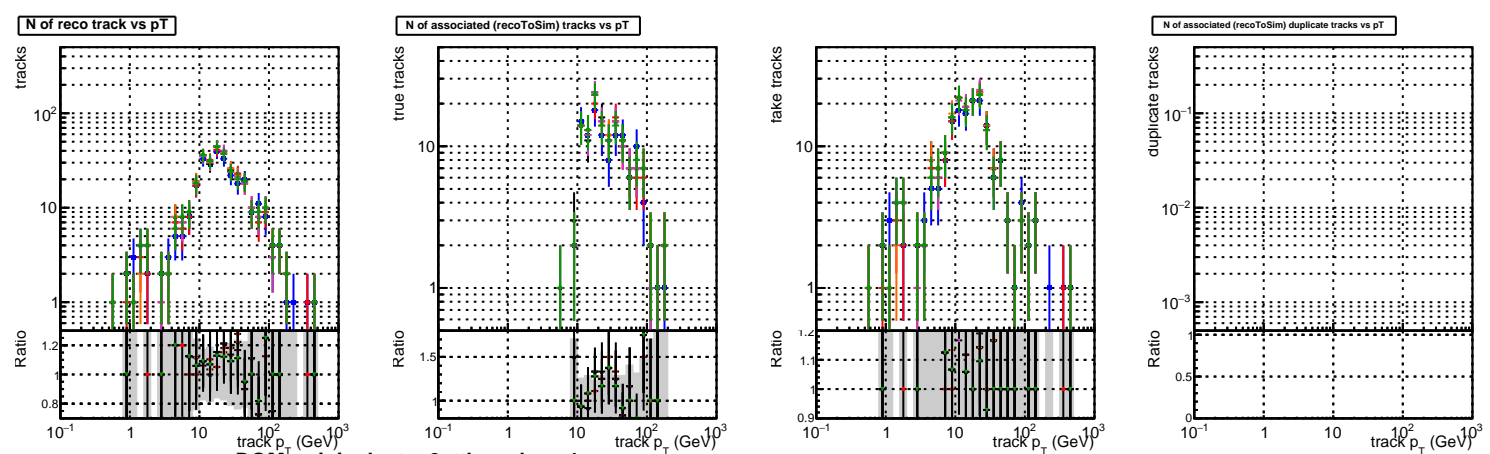 N of reco track vs pT
N of associated (recoToSim) tracks vs pT
N of associated (recoToSim) duplicate tracks vs pT
tracks
10²
10
1
Ratio
1.2
1
0.8
10⁻¹ 1 10 10² 10³
track p_T (GeV)
true tracks
10
1
Ratio
1.5
1
10⁻¹ 1 10 10² 10³
track p_T (GeV)
fake tracks
10
1
Ratio
1.2
1.1
1
0.9
10⁻¹ 1 10 10² 10³
track p_T (GeV)
duplicate tracks
10⁻¹
10⁻²
10⁻³
Ratio
1
0.5
0
10⁻¹ 1 10 10² 10³
track p_T (GeV)